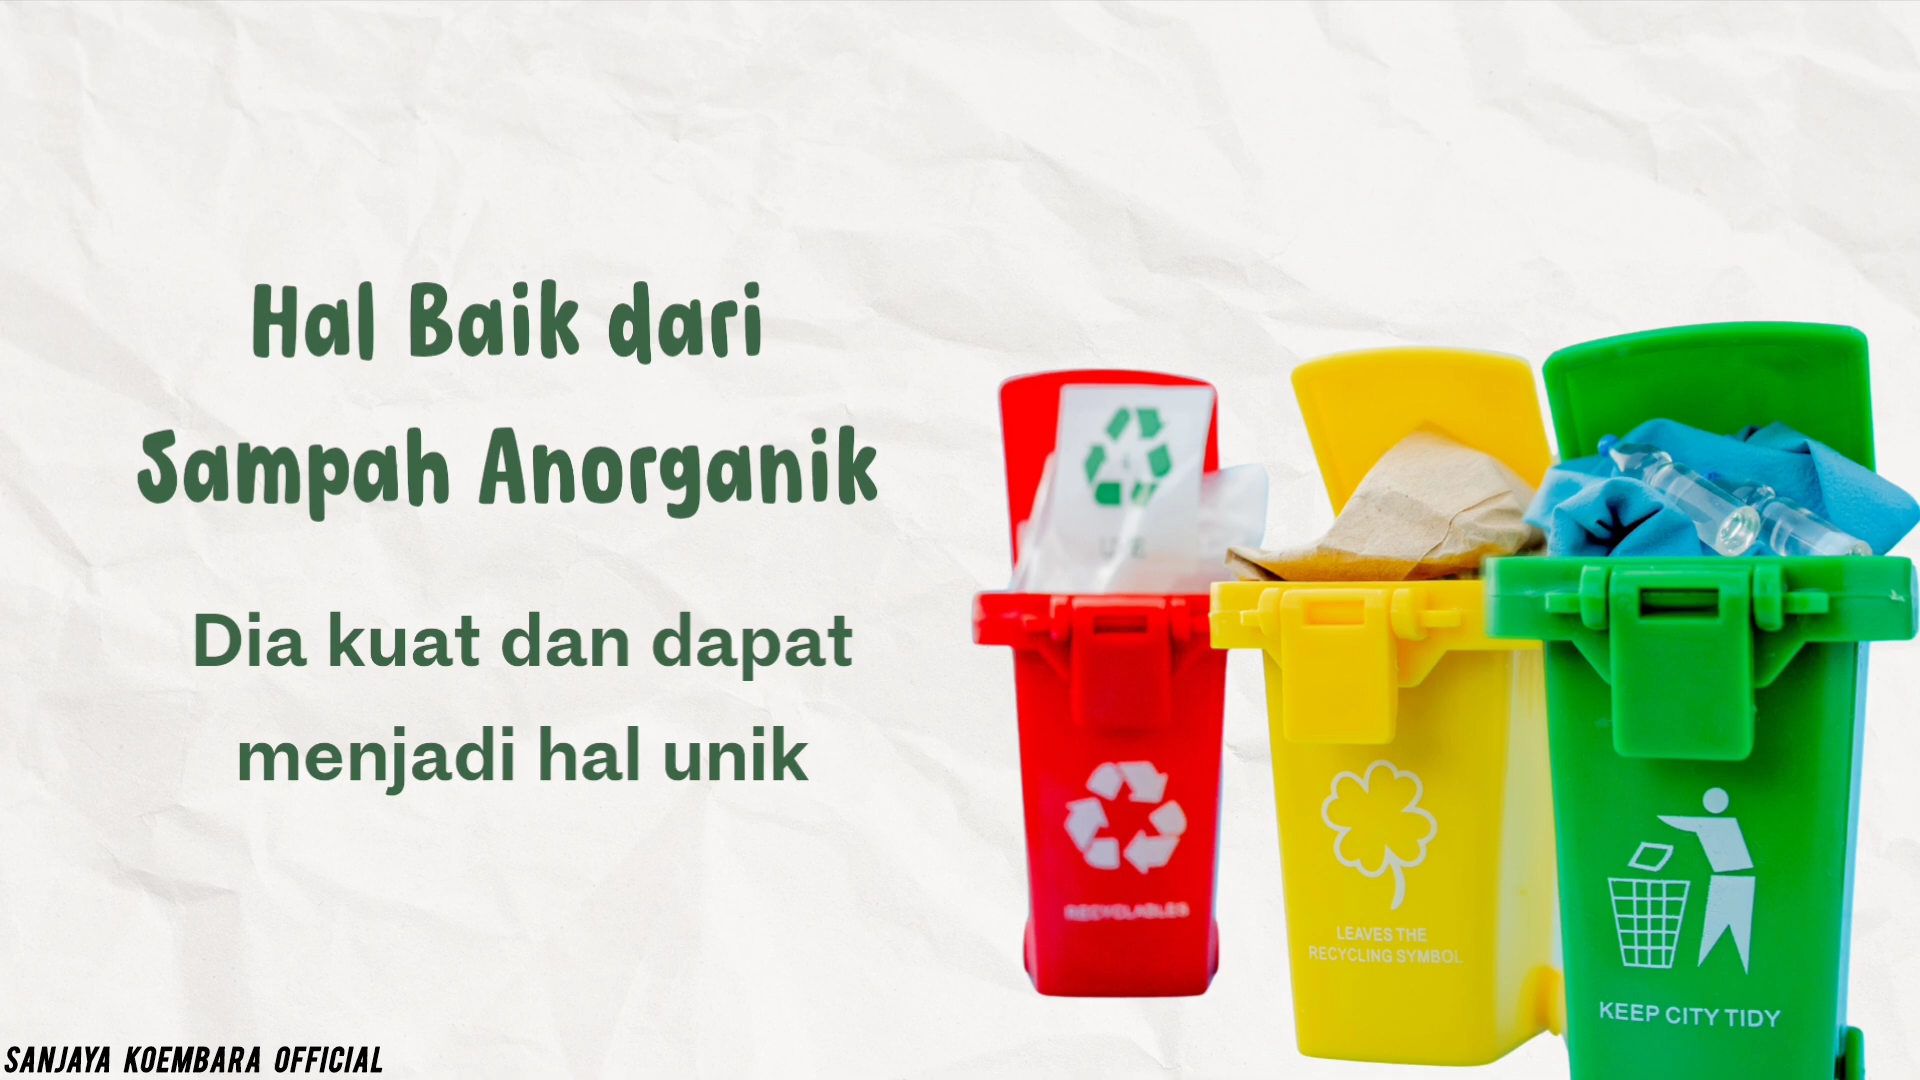 Hal Baik dari
Sampah Anorganik
Dia kuat dan dapat
menjadi hal unik
RECYCLABLES
LEAVES THE
RECYCLING SYMBOL
KEEP CITY TIDY
SANJAYA KOEMBARA OFFICIAL